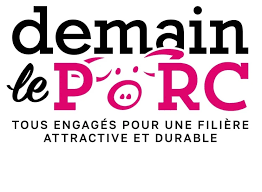 demain
le PORC
TOUS ENGAGÉS POUR UNE FILIÈRE
ATTRACTIVE ET DURABLE